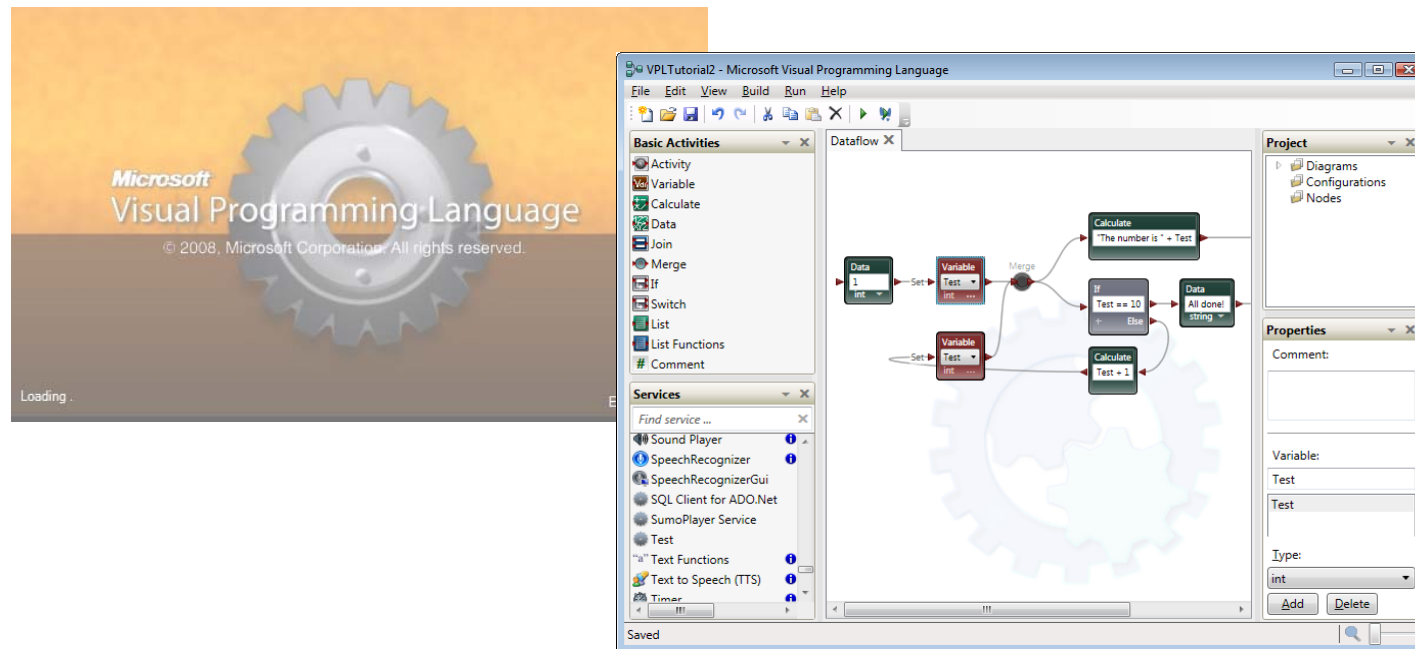 Microsoft
Visual Programming Language
© 2008, Microsoft Corporation. All rights reserved.
Loading .
E
VPLTutorial2 - Microsoft Visual Programming Language
File Edit View Build Run Help
Basic Activities
Activity
Variable
Calculate
Data
Join
Merge
If
Switch
List
List Functions
# Comment
Services
Find service ...
Sound Player
SpeechRecognizer
SpeechRecognizerGui
SQL Client for ADO.Net
SumoPlayer Service
Test
"a" Text Functions
Text to Speech (TTS)
Timer
Dataflow
Data
1
int
Set
Variable
Test
int ...
Merge
Calculate
"The number is " + Test
If
Test == 10
+ Else
Data
All done!
string
Set
Variable
Test
int ...
Calculate
Test + 1
Project
Diagrams
Configurations
Nodes
Properties
Comment:
Variable:
Test
Test
Type:
int
Add Delete
Saved